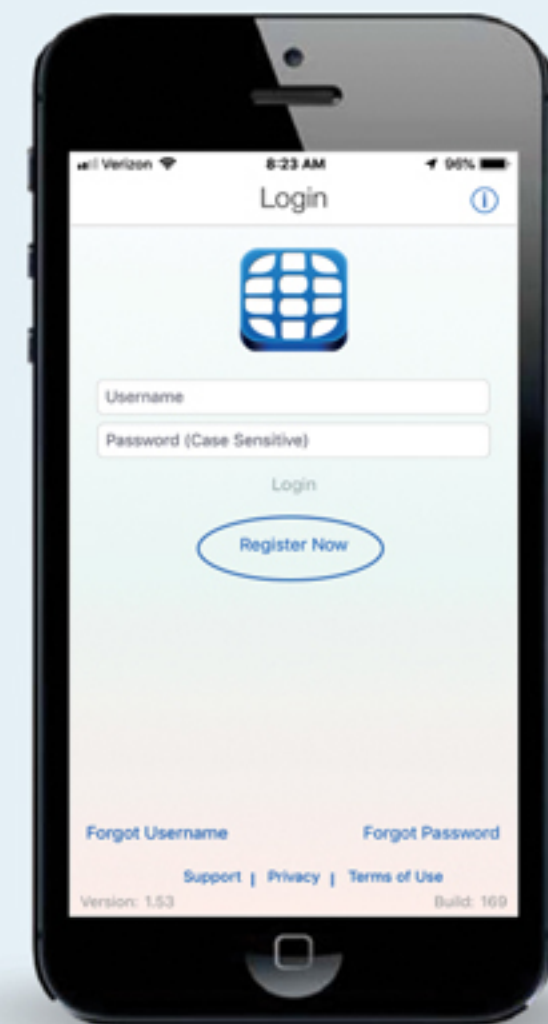 Verizon 8:23 AM 96%
Login
Username
Password (Case Sensitive)
Login
Register Now
Forgot Username Forgot Password
Support | Privacy | Terms of Use
Version: 1.53 Build: 169